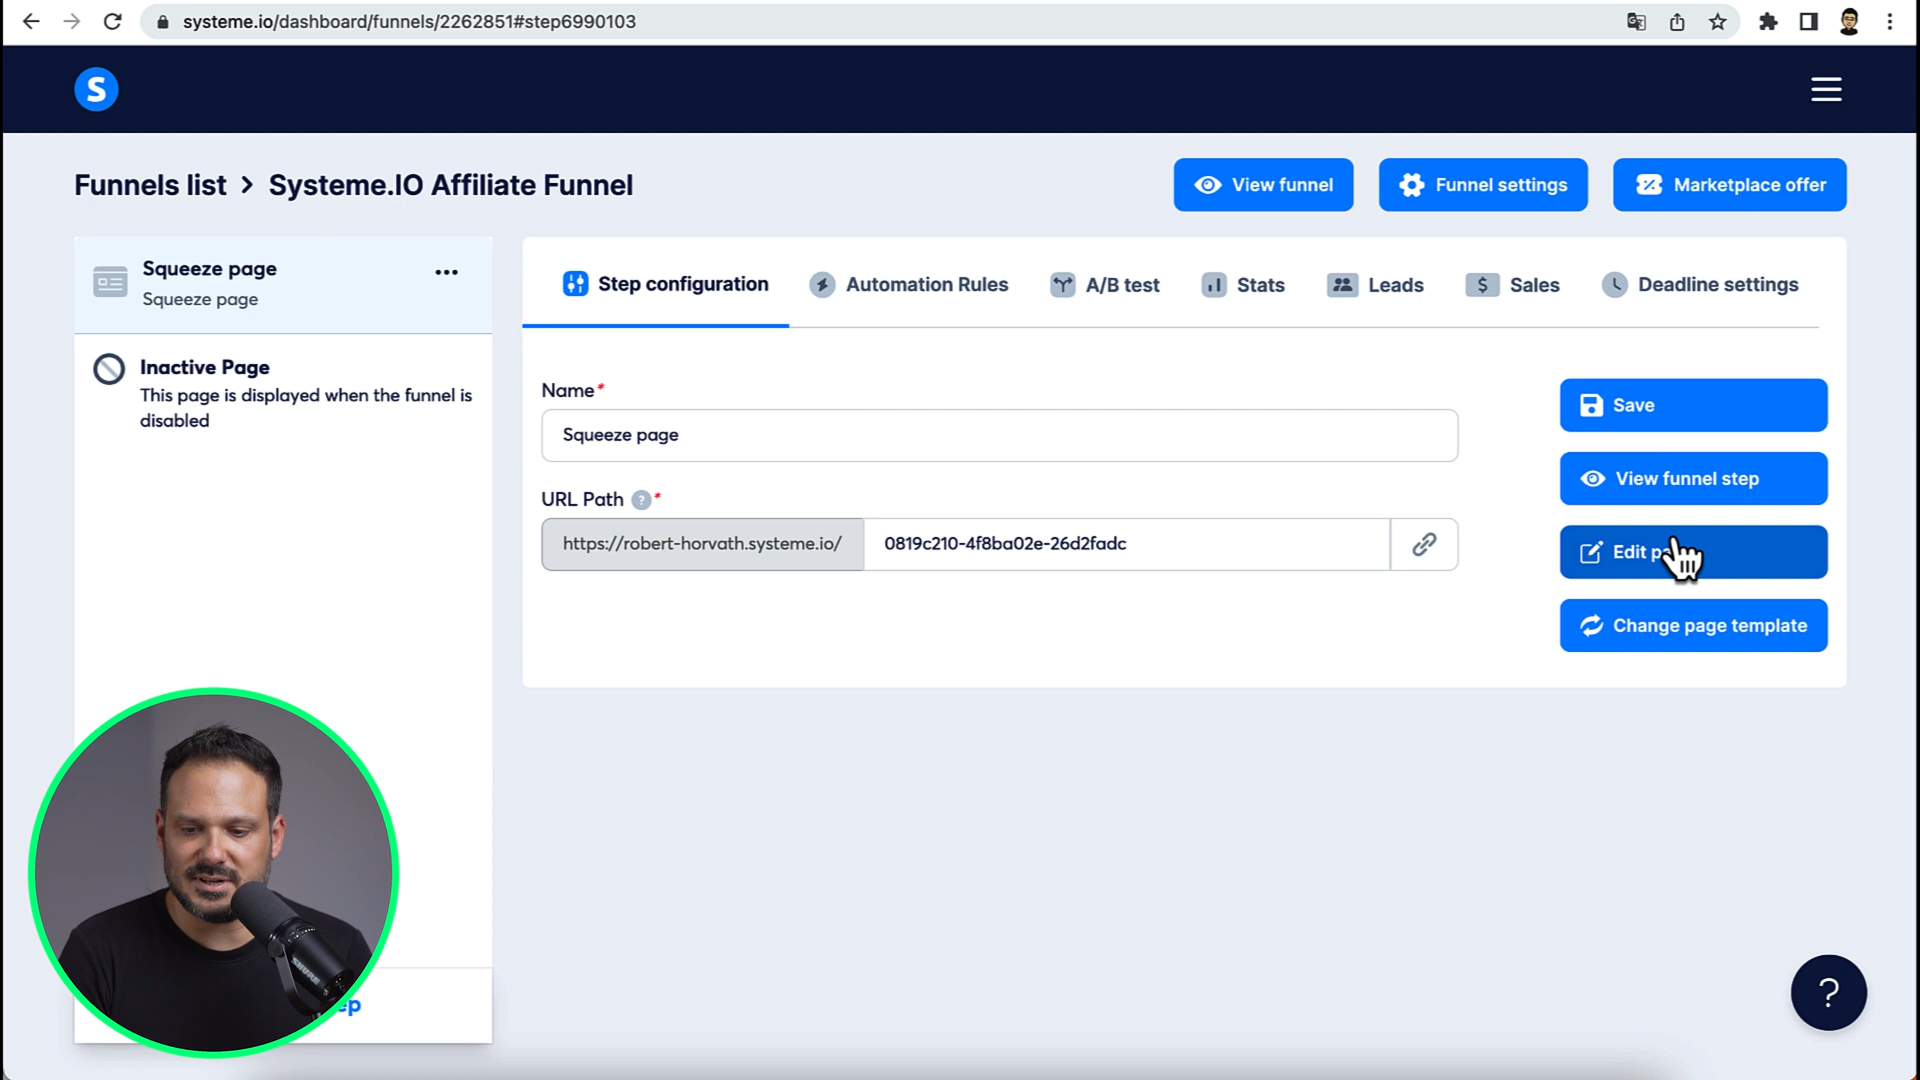 systeme.io/dashboard/funnels/2262851#step6990103
S
Funnels list > Systeme.IO Affiliate Funnel
View funnel
Funnel settings
Marketplace offer
Squeeze page
Squeeze page
Inactive Page
This page is displayed when the funnel is
disabled
Step configuration
Automation Rules
A/B test
Stats
Leads
Sales
Deadline settings
Name*
Squeeze page
URL Path ?*
https://robert-horvath.systeme.io/
0819c210-4f8ba02e-26d2fadc
Save
View funnel step
Edit
Change page template
SHURE
?